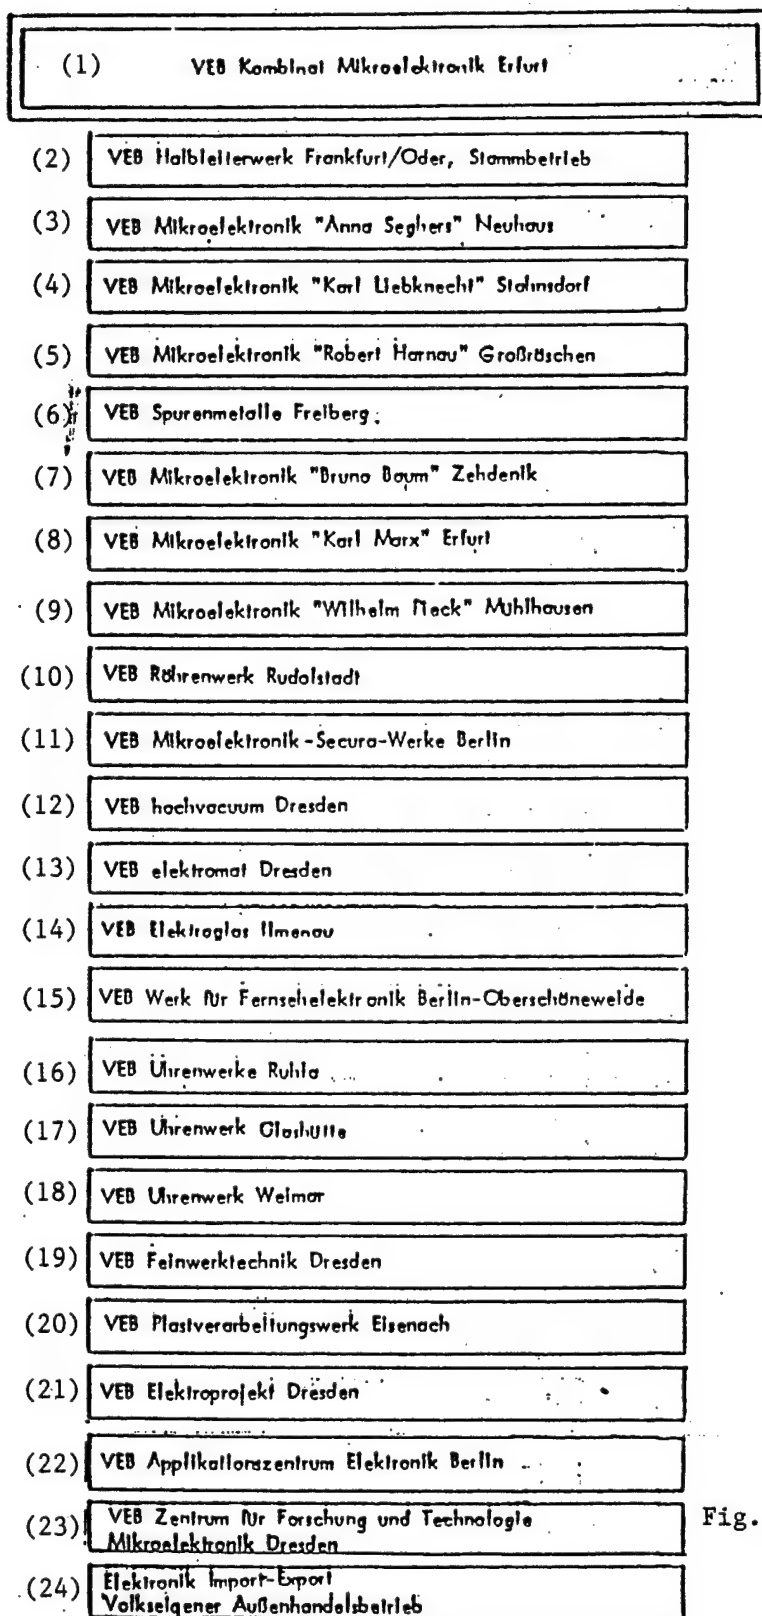 (1) VEB Kombinat Mikroelektronik Erfurt
(2) VEB Halbleiterwerk Frankfurt/Oder, Stammbetrieb
(3) VEB Mikroelektronik "Anna Seghers" Neuhaus
(4) VEB Mikroelektronik "Karl Liebknecht" Stahnsdorf
(5) VEB Mikroelektronik "Robert Harnau" Großräschen
(6) VEB Spurenmetalle Freiberg
(7) VEB Mikroelektronik "Bruno Baum" Zehdenik
(8) VEB Mikroelektronik "Karl Marx" Erfurt
(9) VEB Mikroelektronik "Wilhelm Pieck" Mühlhausen
(10) VEB Röhrenwerk Rudolstadt
(11) VEB Mikroelektronik-Secura-Werke Berlin
(12) VEB hochvacuum Dresden
(13) VEB elektromat Dresden
(14) VEB Elektroglas Ilmenau
(15) VEB Werk für Fernsehelektronik Berlin-Oberschöneweide
(16) VEB Uhrenwerke Ruhla
(17) VEB Uhrenwerk Glashütte
(18) VEB Uhrenwerk Weimar
(19) VEB Feinwerktechnik Dresden
(20) VEB Plastverarbeitungswerk Eisenach
(21) VEB Elektroprojekt Dresden
(22) VEB Applikationszentrum Elektronik Berlin
(23) VEB Zentrum für Forschung und Technologie
Mikroelektronik Dresden
Fig.
(24) Elektronik Import-Export
Volkseigener Außenhandelsbetrieb